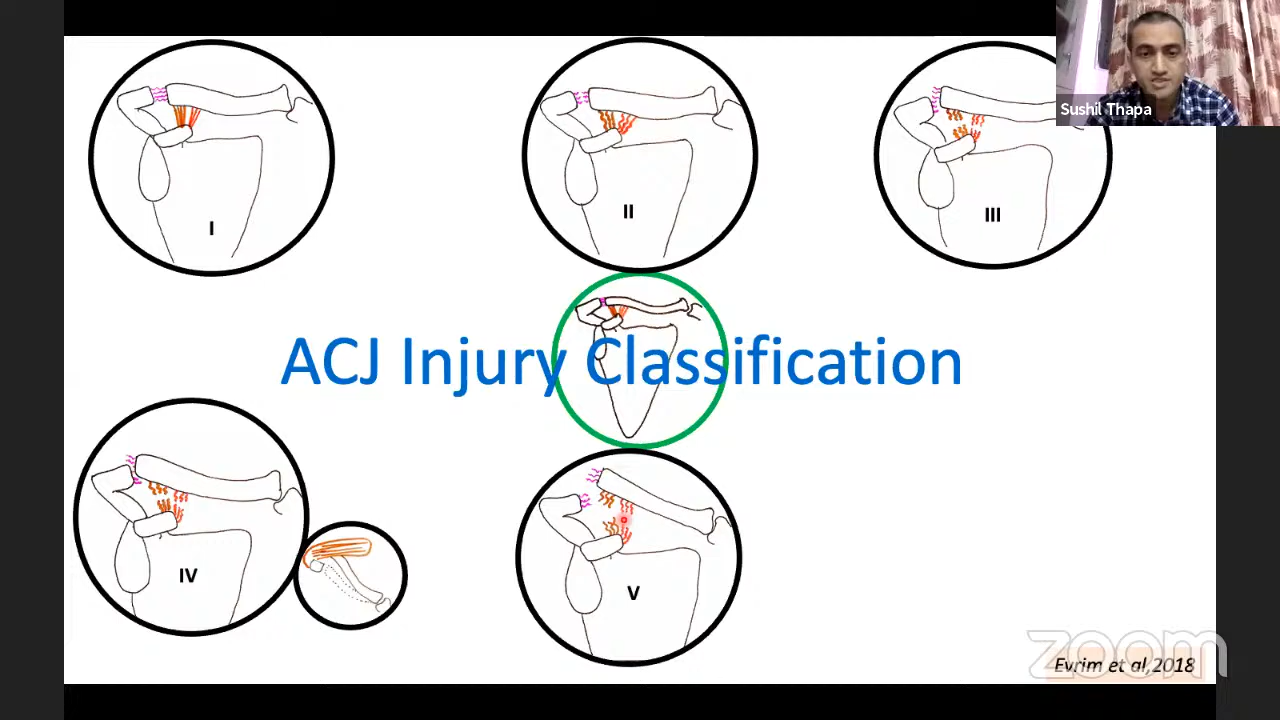 Sushil Thapa
I
II
III
ACJ Injury Classification
IV
V
zoom
Evrim et al,2018